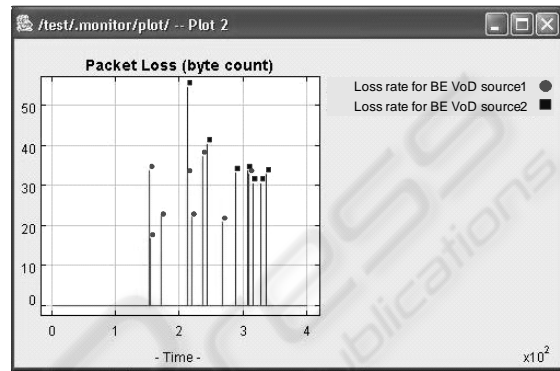 /test/.monitor/plot/ -- Plot 2
Packet Loss (byte count)
Loss rate for BE VoD source1
Loss rate for BE VoD source2
50
40
30
20
10
0
0 1 2 3 4
- Time -
x10²